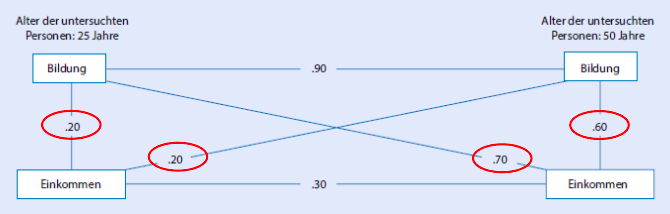 Alter der untersuchten
Personen: 25 Jahre
Alter der untersuchten
Personen: 50 Jahre
Bildung
.90
Bildung
.20
.60
.20
.70
Einkommen
.30
Einkommen